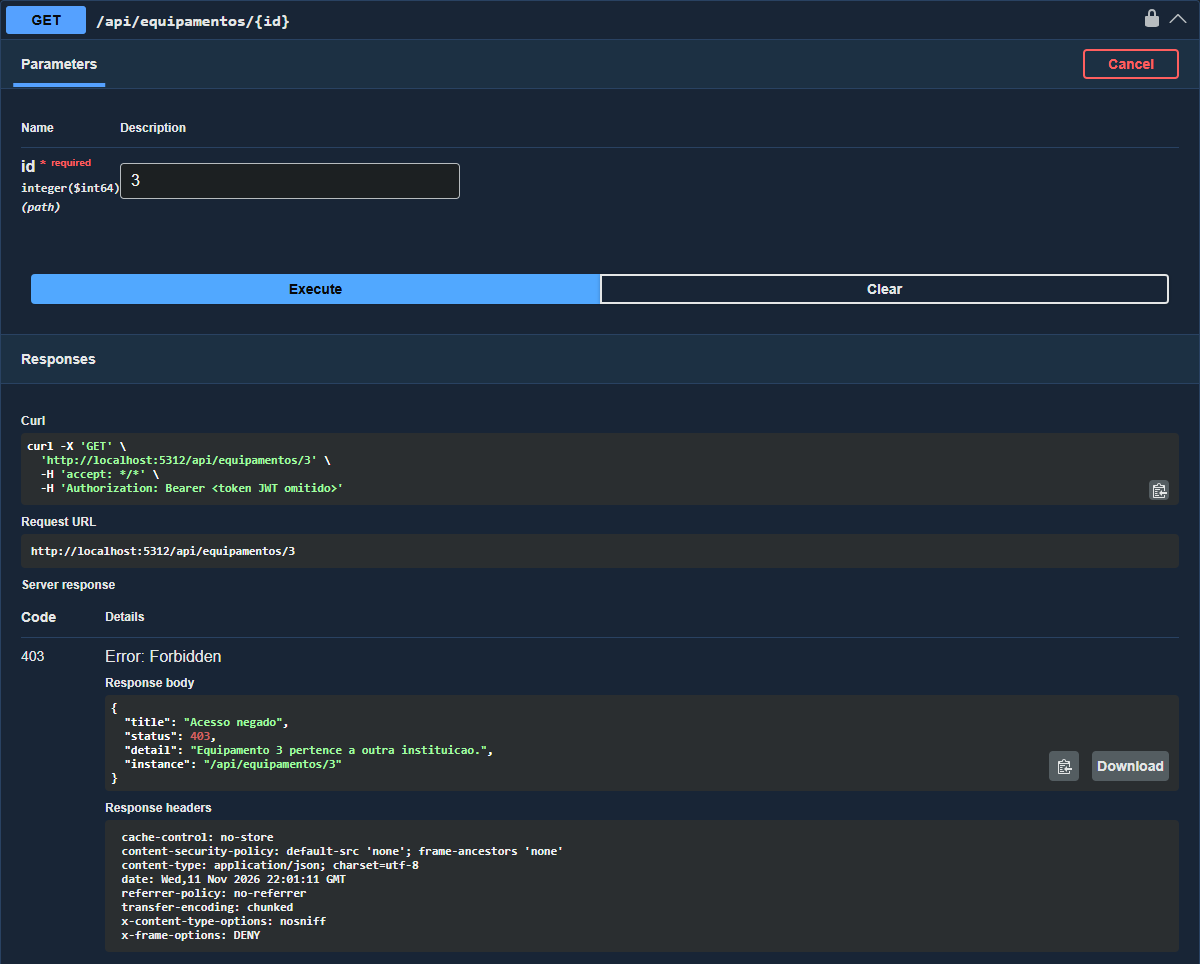 GET /api/equipamentos/{id}
Parameters
Cancel
Name Description
id * required
integer($int64)
(path)
3
Execute Clear
Responses
Curl
curl -X 'GET' \
  'http://localhost:5312/api/equipamentos/3' \
  -H 'accept: */*' \
  -H 'Authorization: Bearer <token JWT omitido>'
Request URL
http://localhost:5312/api/equipamentos/3
Server response
Code Details
403 Error: Forbidden
Response body
{
  "title": "Acesso negado",
  "status": 403,
  "detail": "Equipamento 3 pertence a outra instituicao.",
  "instance": "/api/equipamentos/3"
}
Download
Response headers
cache-control: no-store
content-security-policy: default-src 'none'; frame-ancestors 'none'
content-type: application/json; charset=utf-8
date: Wed,11 Nov 2026 22:01:11 GMT
referrer-policy: no-referrer
transfer-encoding: chunked
x-content-type-options: nosniff
x-frame-options: DENY